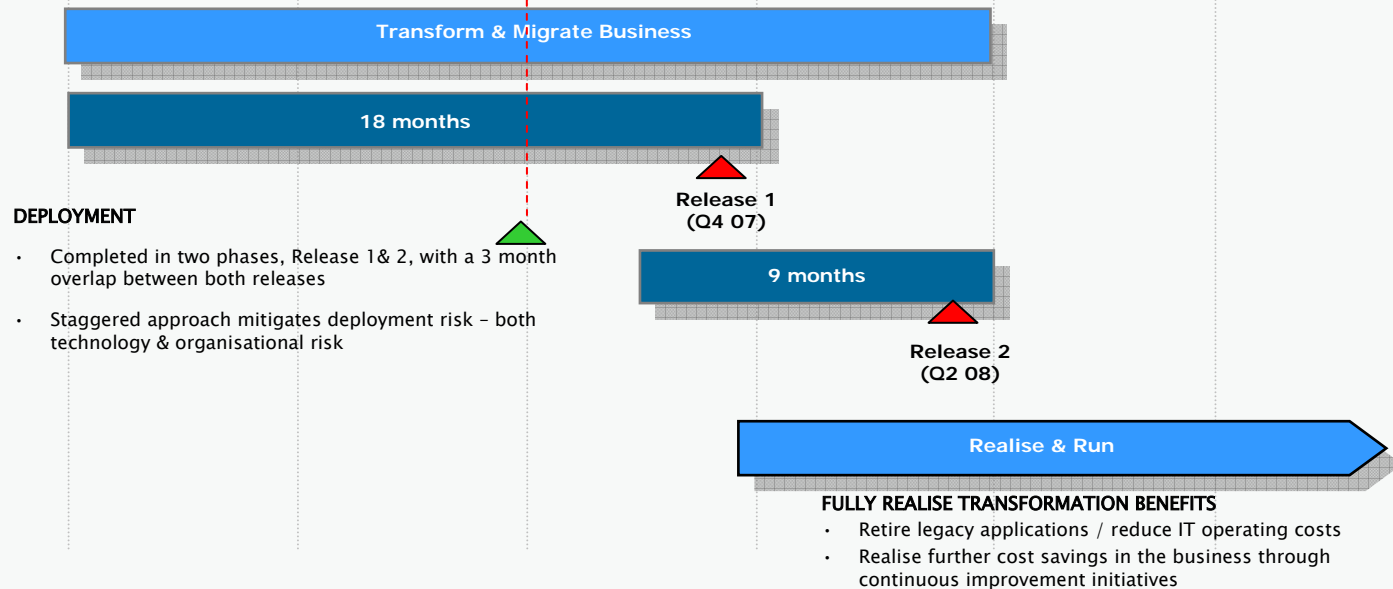 Transform & Migrate Business
18 months
Release 1
(Q4 07)
DEPLOYMENT
• Completed in two phases, Release 1& 2, with a 3 month
overlap between both releases
• Staggered approach mitigates deployment risk – both
technology & organisational risk
9 months
Release 2
(Q2 08)
Realise & Run
FULLY REALISE TRANSFORMATION BENEFITS
• Retire legacy applications / reduce IT operating costs
• Realise further cost savings in the business through
continuous improvement initiatives